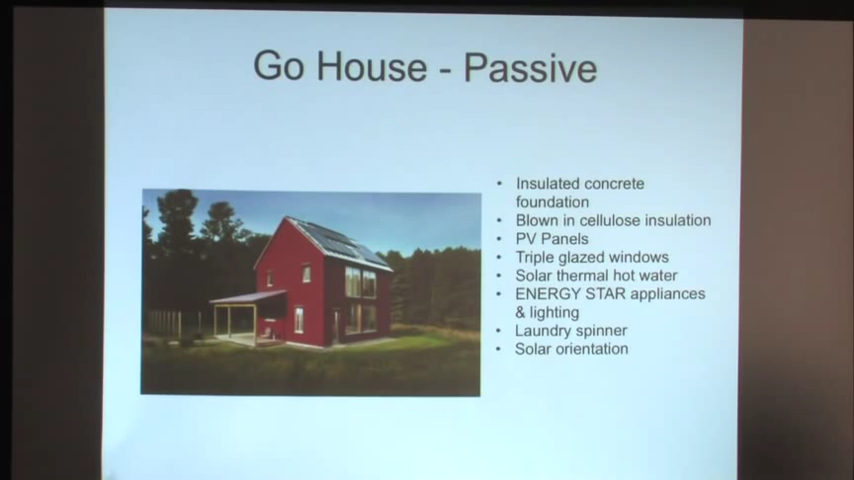 Go House - Passive
• Insulated concrete
foundation
• Blown in cellulose insulation
• PV Panels
• Triple glazed windows
• Solar thermal hot water
• ENERGY STAR appliances
& lighting
• Laundry spinner
• Solar orientation